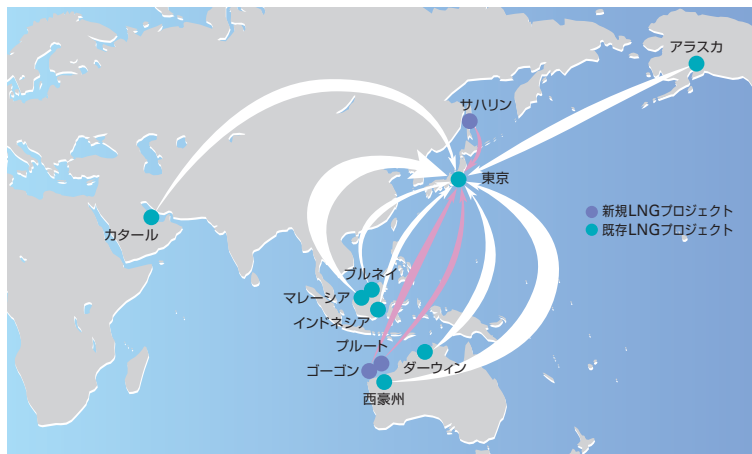 アラスカ
サハリン
東京
カタール
新規LNGプロジェクト
既存LNGプロジェクト
ブルネイ
マレーシア
インドネシア
プルート
ゴーゴン
ダーウィン
西豪州